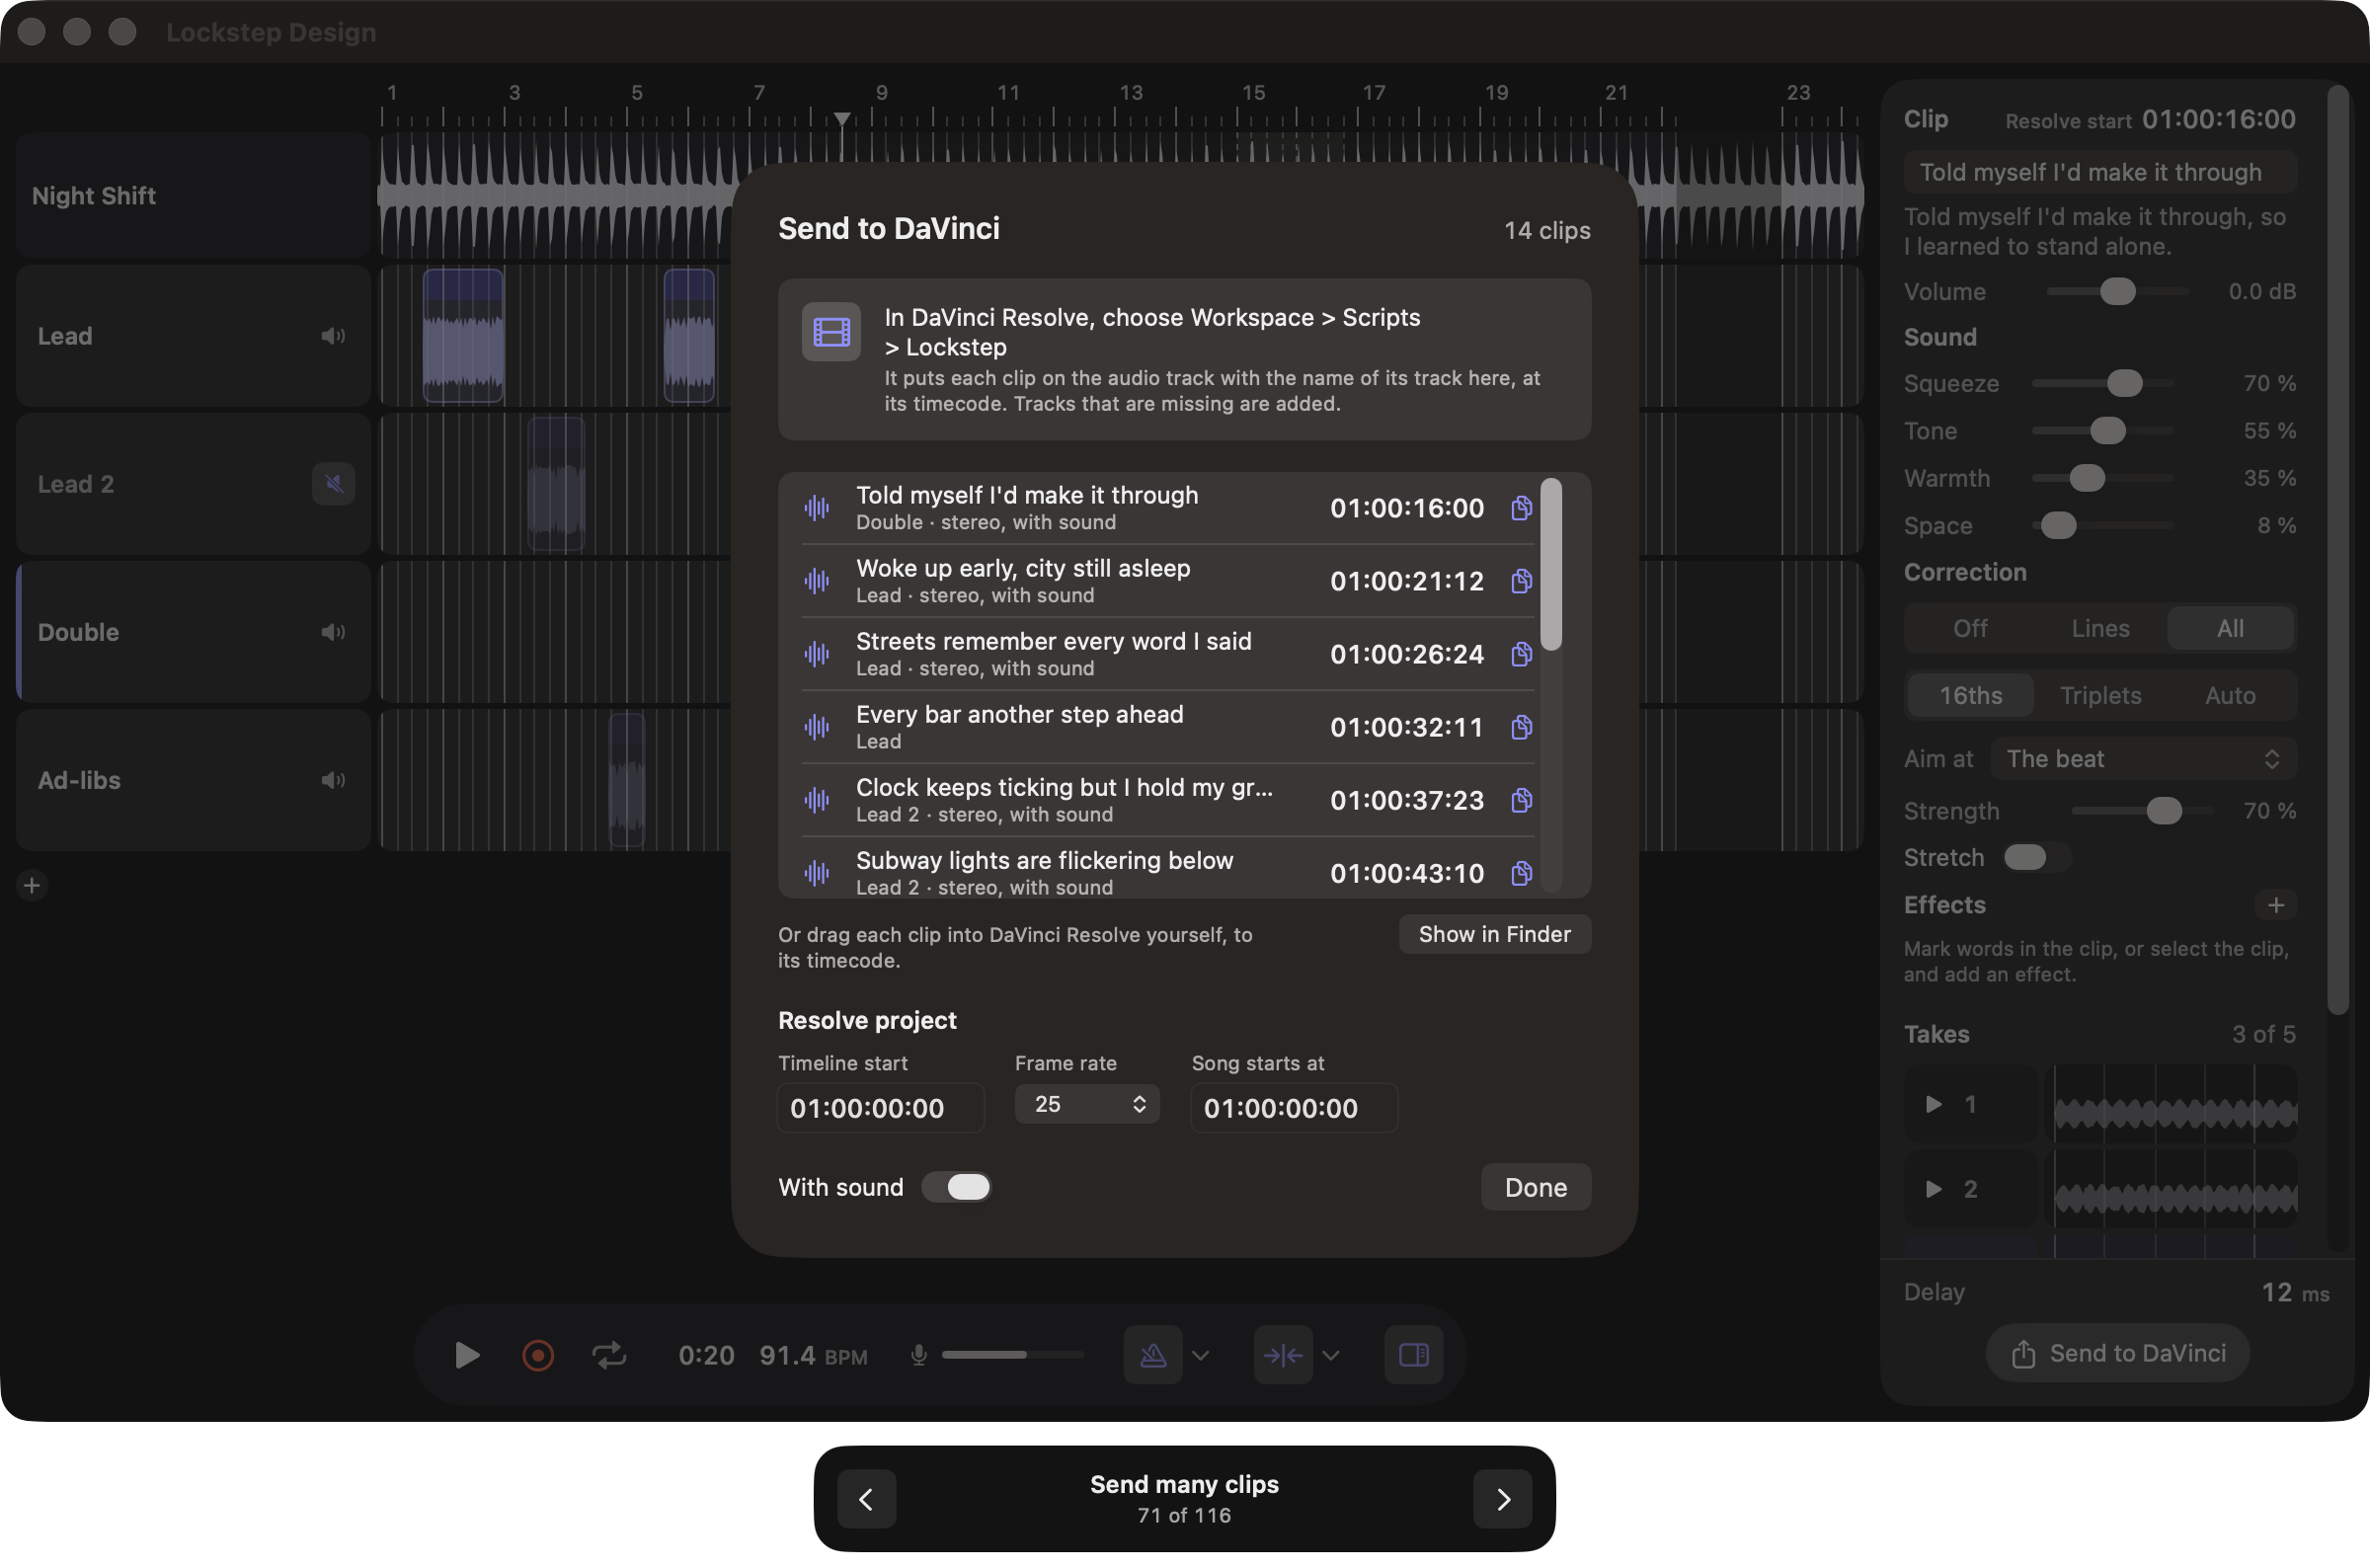 Lockstep Design
1 3 5 7 9 11 13 15 17 19 21 23
Night Shift
Lead
Lead 2
Double
Ad-libs
Send to DaVinci
14 clips
In DaVinci Resolve, choose Workspace > Scripts
> Lockstep
It puts each clip on the audio track with the name of its track here, at
its timecode. Tracks that are missing are added.
Told myself I'd make it through
Double · stereo, with sound
01:00:16:00
Woke up early, city still asleep
Lead · stereo, with sound
01:00:21:12
Streets remember every word I said
Lead · stereo, with sound
01:00:26:24
Every bar another step ahead
Lead
01:00:32:11
Clock keeps ticking but I hold my gr...
Lead 2 · stereo, with sound
01:00:37:23
Subway lights are flickering below
Lead 2 · stereo, with sound
01:00:43:10
Or drag each clip into DaVinci Resolve yourself, to
its timecode.
Show in Finder
Resolve project
Timeline start
01:00:00:00
Frame rate
25
Song starts at
01:00:00:00
With sound
Done
Clip
Resolve start 01:00:16:00
Told myself I'd make it through
Told myself I'd make it through, so
I learned to stand alone.
Volume 0.0 dB
Sound
Squeeze 70 %
Tone 55 %
Warmth 35 %
Space 8 %
Correction
Off Lines All
16ths Triplets Auto
Aim at The beat
Strength 70 %
Stretch
Effects
Mark words in the clip, or select the clip,
and add an effect.
Takes 3 of 5
1
2
Delay 12 ms
Send to DaVinci
0:20 91.4 BPM
Send many clips
71 of 116